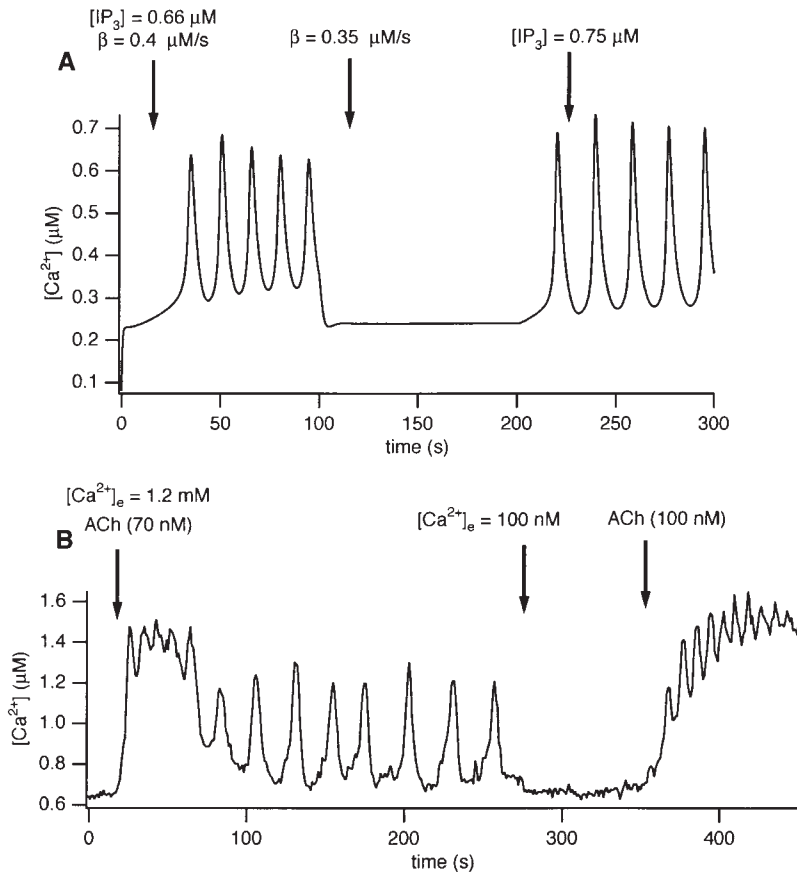 [IP₃] = 0.66 µM
β = 0.4 µM/s
β = 0.35 µM/s
[IP₃] = 0.75 µM
A
0.7
0.6
0.5
0.4
0.3
0.2
0.1
[Ca²⁺] (µM)
0 50 100 150 200 250 300
time (s)
[Ca²⁺]ₑ = 1.2 mM
ACh (70 nM)
[Ca²⁺]ₑ = 100 nM
ACh (100 nM)
B
1.6
1.4
1.2
1.0
0.8
0.6
[Ca²⁺] (µM)
0 100 200 300 400
time (s)